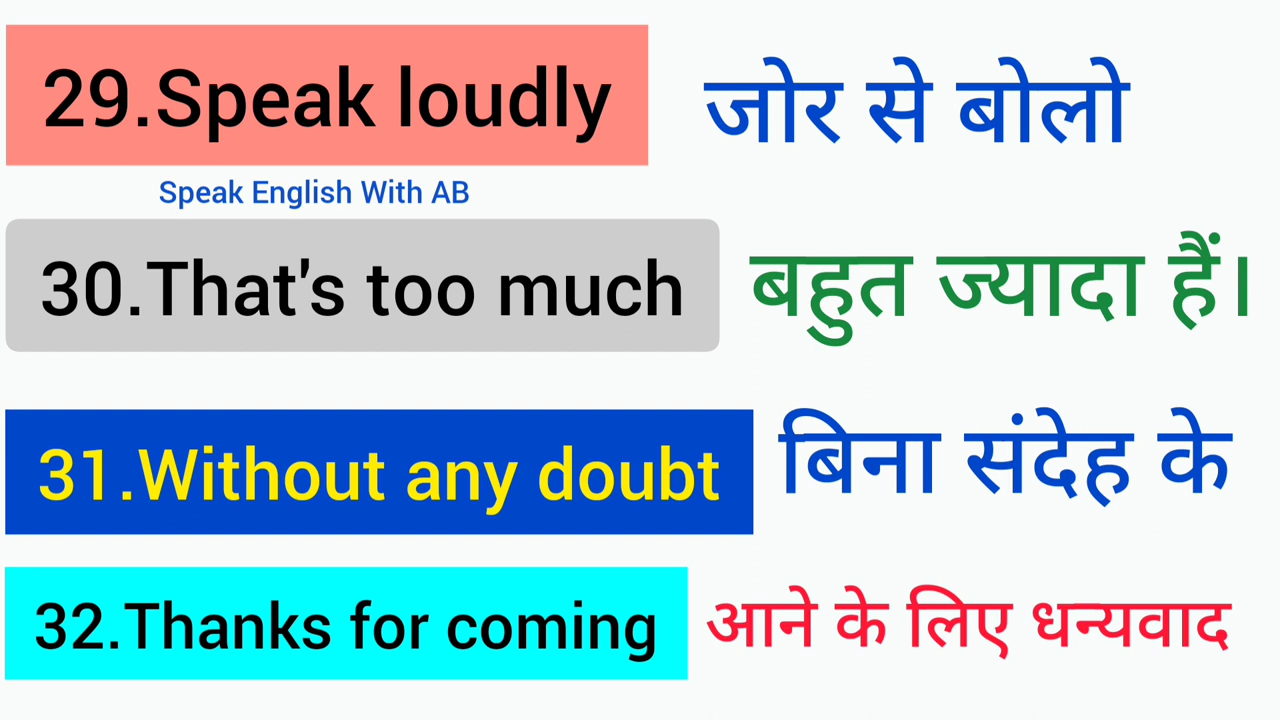 29.Speak loudly जोर से बोलो
Speak English With AB
30.That's too much बहुत ज्यादा हैं।
31.Without any doubt बिना संदेह के
32.Thanks for coming आने के लिए धन्यवाद